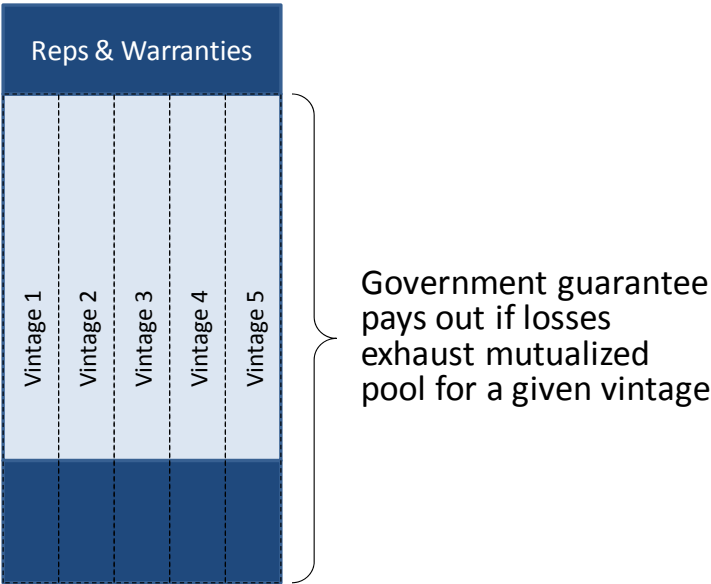 Reps & Warranties
Vintage 1
Vintage 2
Vintage 3
Vintage 4
Vintage 5
Government guarantee
pays out if losses
exhaust mutualized
pool for a given vintage